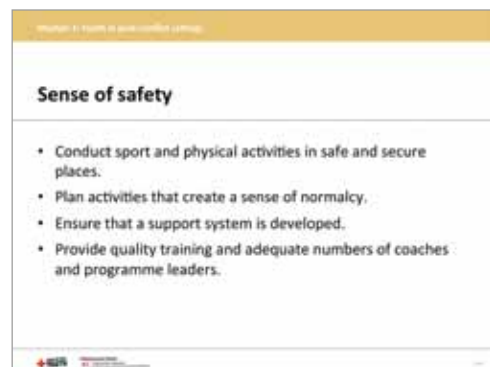 Sense of safety
• Conduct sport and physical activities in safe and secure
places.
• Plan activities that create a sense of normalcy.
• Ensure that a support system is developed.
• Provide quality training and adequate numbers of coaches
and programme leaders.